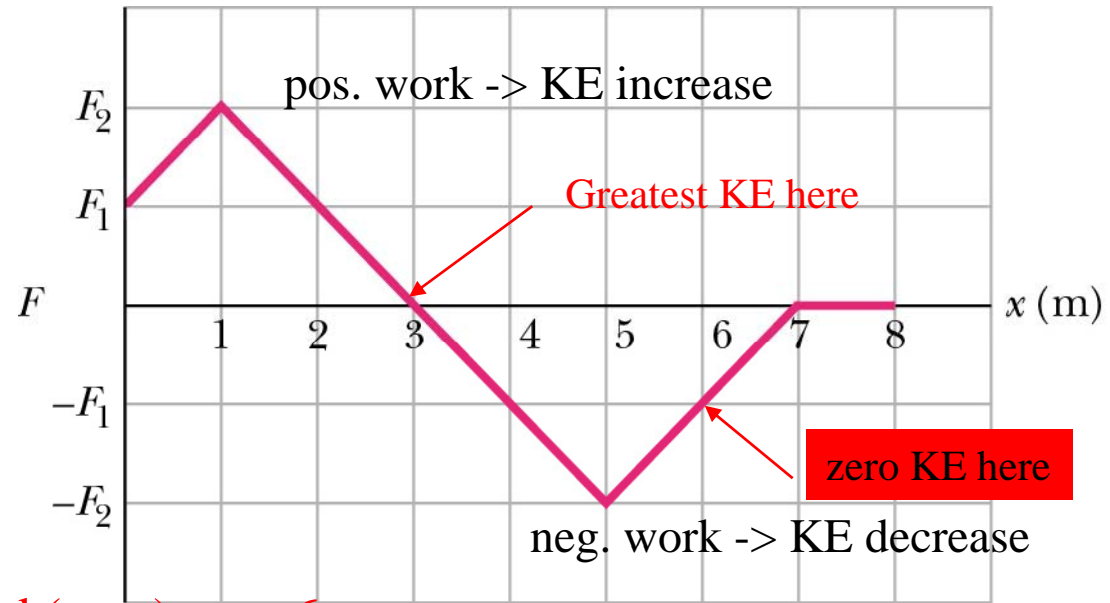 pos. work -> KE increase
F2
F1
Greatest KE here
F
x (m)
1 2 3 4 5 6 7 8
−F1
zero KE here
−F2
neg. work -> KE decrease